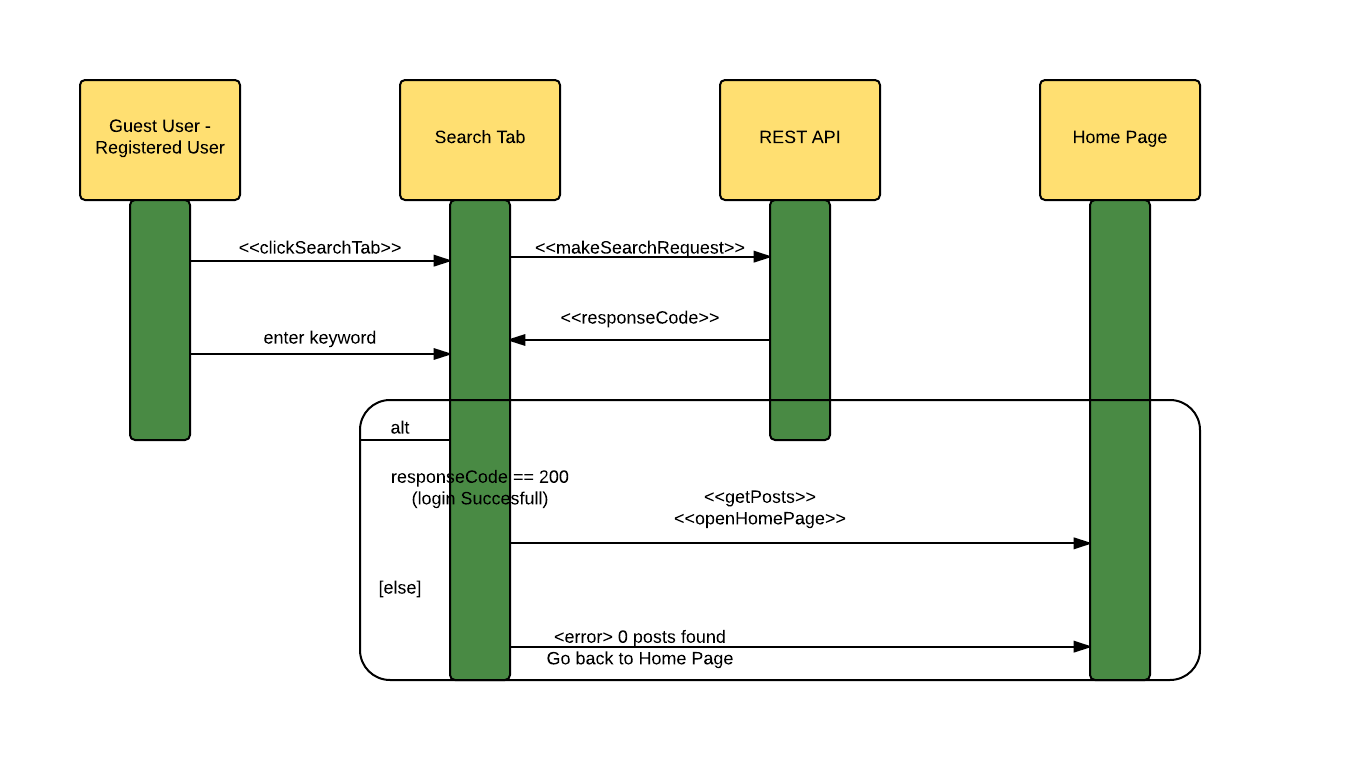 Guest User -
Registered User
Search Tab
REST API
Home Page
<<clickSearchTab>>
<<makeSearchRequest>>
<<responseCode>>
enter keyword
alt
responseCode == 200
(login Succesfull)
<<getPosts>>
<<openHomePage>>
[else]
<error> 0 posts found
Go back to Home Page